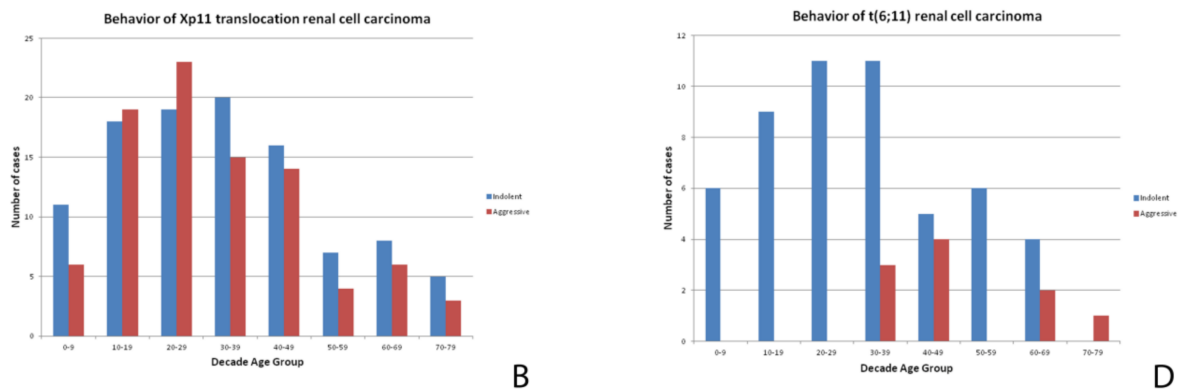 Behavior of Xp11 translocation renal cell carcinoma
25
20
15
10
5
0
Number of cases
0-9 10-19 20-29 30-39 40-49 50-59 60-69 70-79
Decade Age Group
Indolent
Aggressive
B
Behavior of t(6;11) renal cell carcinoma
12
10
8
6
4
2
0
Number of cases
0-9 10-19 20-29 30-39 40-49 50-59 60-69 70-79
Decade Age Group
Indolent
Aggressive
D